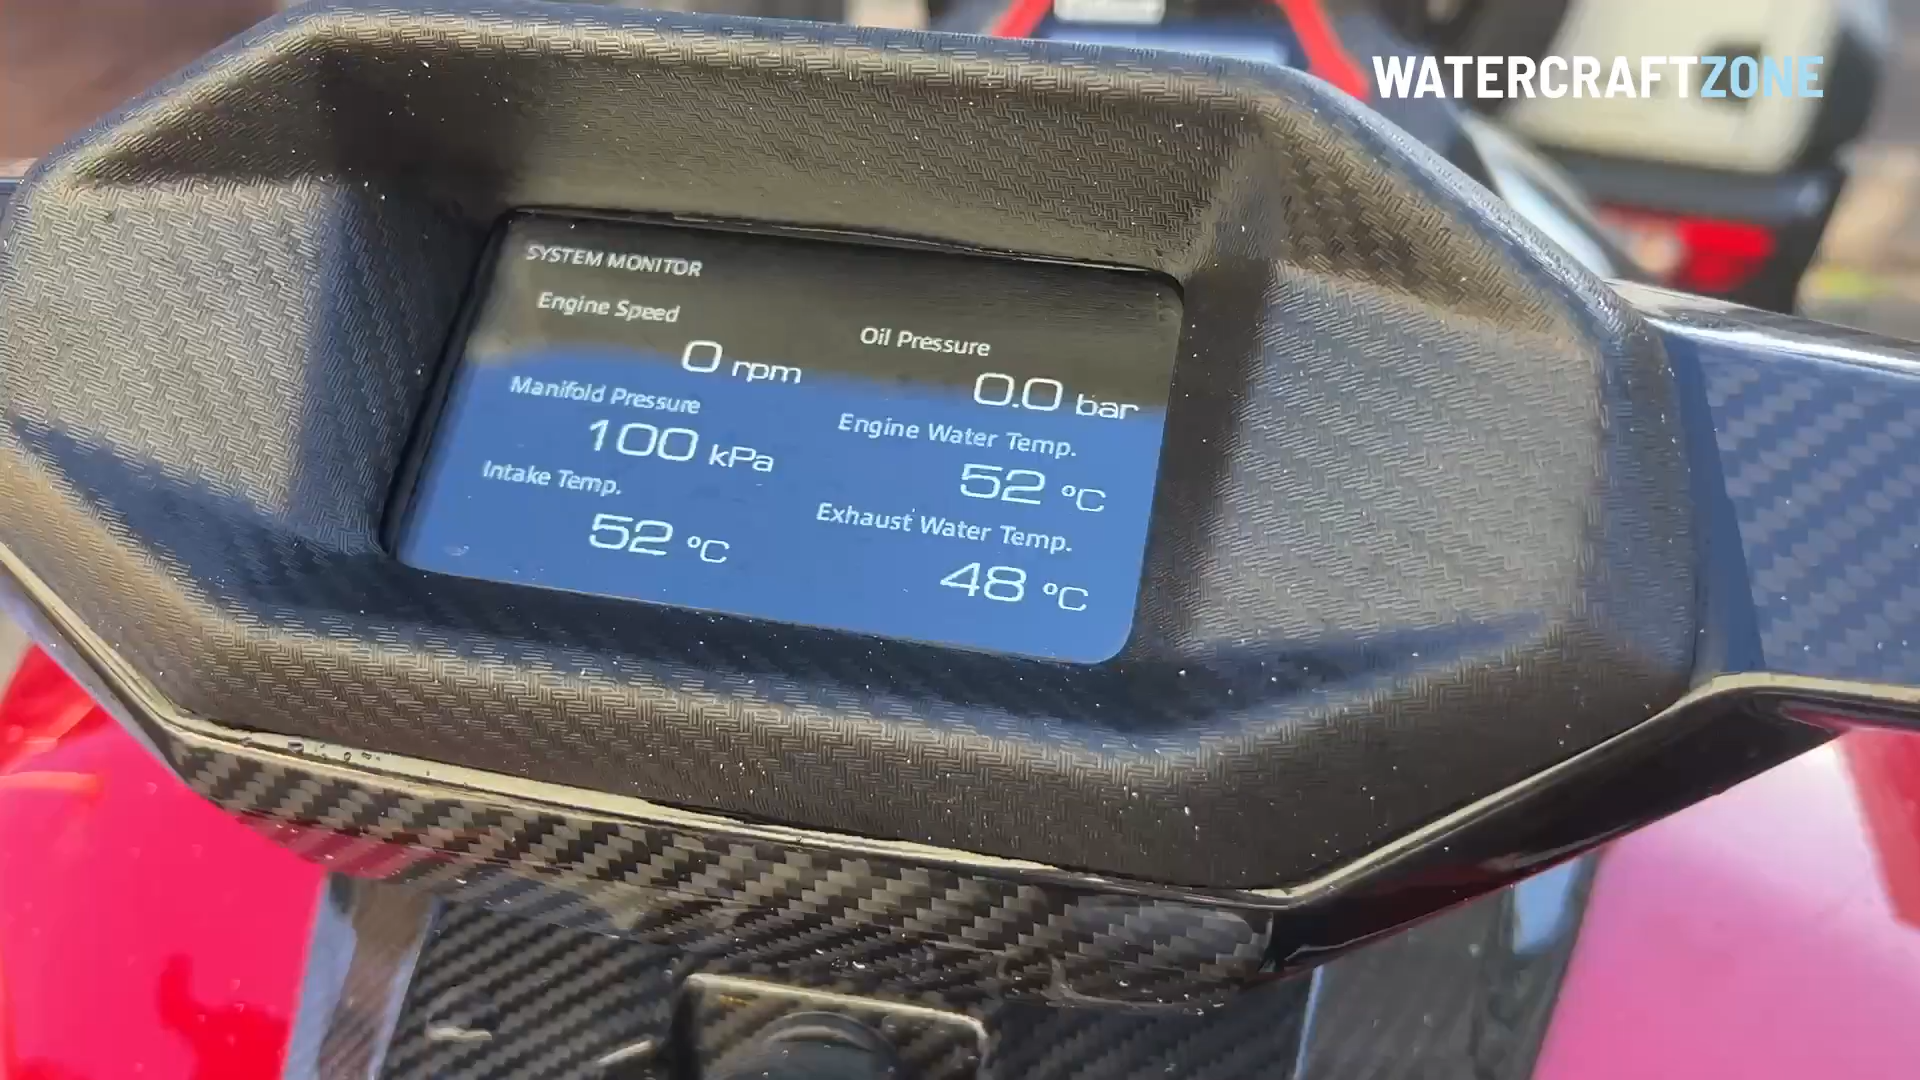 WATERCRAFTZONE
SYSTEM MONITOR
Engine Speed
0 rpm
Oil Pressure
0.0 bar
Manifold Pressure
100 kPa
Engine Water Temp.
52 °C
Intake Temp.
52 °C
Exhaust Water Temp.
48 °C